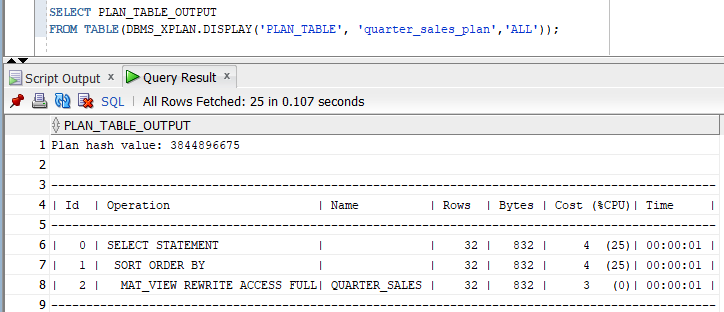 SELECT PLAN_TABLE_OUTPUT
FROM TABLE(DBMS_XPLAN.DISPLAY('PLAN_TABLE', 'quarter_sales_plan','ALL'));
Script Output x Query Result x
SQL | All Rows Fetched: 25 in 0.107 seconds
PLAN_TABLE_OUTPUT
1 Plan hash value: 3844896675
2
3 --------------------------------------------------------------------------------------------------
4 | Id | Operation | Name | Rows | Bytes | Cost (%CPU)| Time |
5 --------------------------------------------------------------------------------------------------
6 | 0 | SELECT STATEMENT | | 32 | 832 | 4 (25)| 00:00:01 |
7 | 1 | SORT ORDER BY | | 32 | 832 | 4 (25)| 00:00:01 |
8 | 2 | MAT_VIEW REWRITE ACCESS FULL| QUARTER_SALES | 32 | 832 | 3 (0)| 00:00:01 |
9 --------------------------------------------------------------------------------------------------